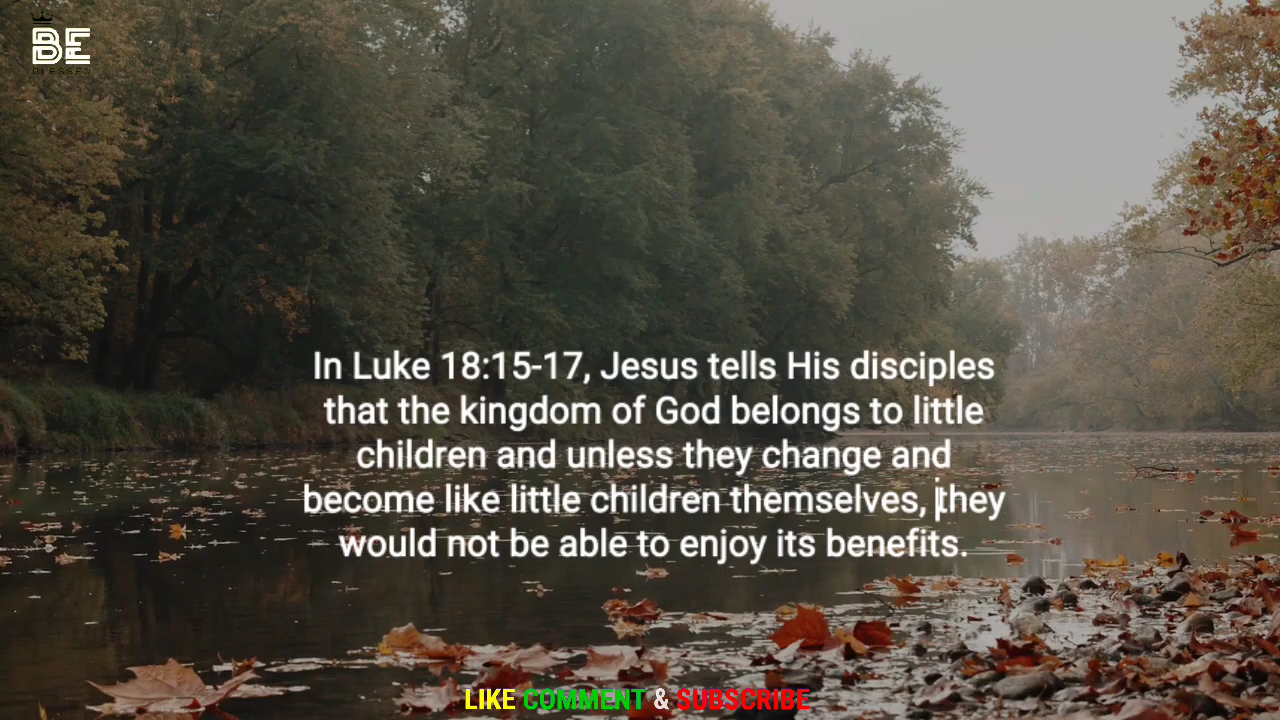 BE
BLESSED
In Luke 18:15-17, Jesus tells His disciples
that the kingdom of God belongs to little
children and unless they change and
become like little children themselves, they
would not be able to enjoy its benefits.
LIKE COMMENT & SUBSCRIBE